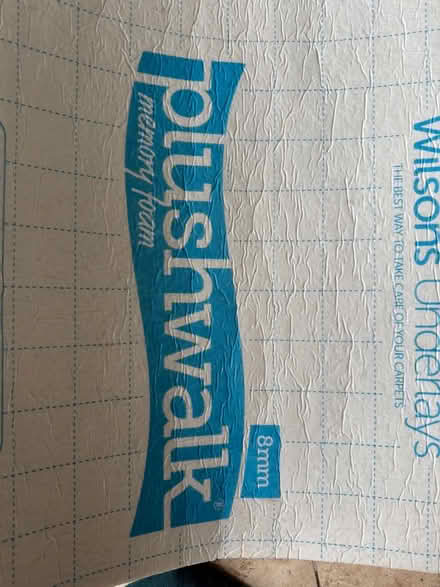 Wilsons Underlays
THE BEST WAY TO TAKE CARE OF YOUR CARPETS
8mm
plushwalk®
memory foam